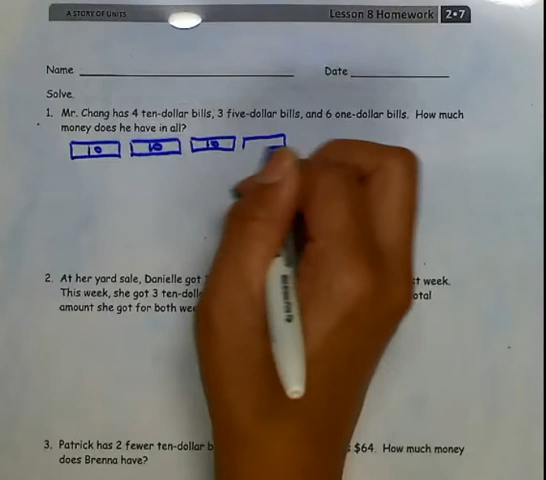 A STORY OF UNITS
Lesson 8 Homework 2•7
Name Date
Solve.
1. Mr. Chang has 4 ten-dollar bills, 3 five-dollar bills, and 6 one-dollar bills. How much
money does he have in all?
10 10 10
2. At her yard sale, Danielle got t week.
This week, she got 3 ten-doll otal
amount she got for both wee
3. Patrick has 2 fewer ten-dollar b $64. How much money
does Brenna have?